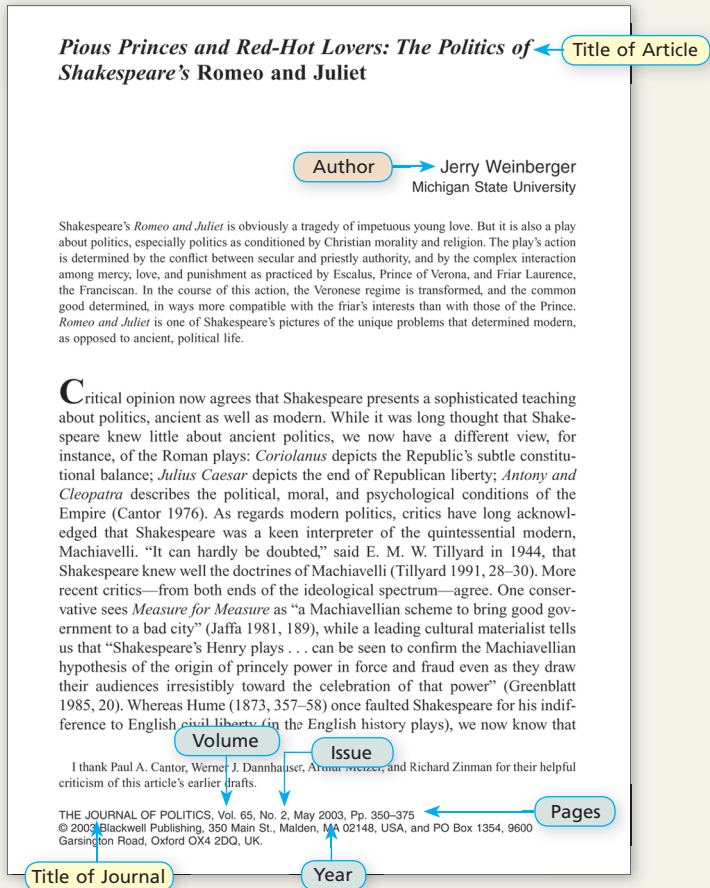 Pious Princes and Red-Hot Lovers: The Politics of
Title of Article
Shakespeare's Romeo and Juliet
Author
Jerry Weinberger
Michigan State University
Shakespeare's Romeo and Juliet is obviously a tragedy of impetuous young love. But it is also a play
about politics, especially politics as conditioned by Christian morality and religion. The play's action
is determined by the conflict between secular and priestly authority, and by the complex interaction
among mercy, love, and punishment as practiced by Escalus, Prince of Verona, and Friar Laurence,
the Franciscan. In the course of this action, the Veronese regime is transformed, and the common
good determined, in ways more compatible with the friar's interests than with those of the Prince.
Romeo and Juliet is one of Shakespeare's pictures of the unique problems that determined modern,
as opposed to ancient, political life.
Critical opinion now agrees that Shakespeare presents a sophisticated teaching
about politics, ancient as well as modern. While it was long thought that Shake-
speare knew little about ancient politics, we now have a different view, for
instance, of the Roman plays: Coriolanus depicts the Republic's subtle constitu-
tional balance; Julius Caesar depicts the end of Republican liberty; Antony and
Cleopatra describes the political, moral, and psychological conditions of the
Empire (Cantor 1976). As regards modern politics, critics have long acknowl-
edged that Shakespeare was a keen interpreter of the quintessential modern,
Machiavelli. "It can hardly be doubted," said E. M. W. Tillyard in 1944, that
Shakespeare knew well the doctrines of Machiavelli (Tillyard 1991, 28–30). More
recent critics—from both ends of the ideological spectrum—agree. One conser-
vative sees Measure for Measure as "a Machiavellian scheme to bring good gov-
ernment to a bad city" (Jaffa 1981, 189), while a leading cultural materialist tells
us that "Shakespeare's Henry plays . . . can be seen to confirm the Machiavellian
hypothesis of the origin of princely power in force and fraud even as they draw
their audiences irresistibly toward the celebration of that power" (Greenblatt
1985, 20). Whereas Hume (1873, 357–58) once faulted Shakespeare for his indif-
ference to English civil liberty (in the English history plays), we now know that
Volume
Issue
I thank Paul A. Cantor, Werner J. Dannhauser, Arthur Melzer, and Richard Zinman for their helpful
criticism of this article's earlier drafts.
THE JOURNAL OF POLITICS, Vol. 65, No. 2, May 2003, Pp. 350–375
Pages
© 2003 Blackwell Publishing, 350 Main St., Malden, MA 02148, USA, and PO Box 1354, 9600
Garsington Road, Oxford OX4 2DQ, UK.
Title of Journal
Year